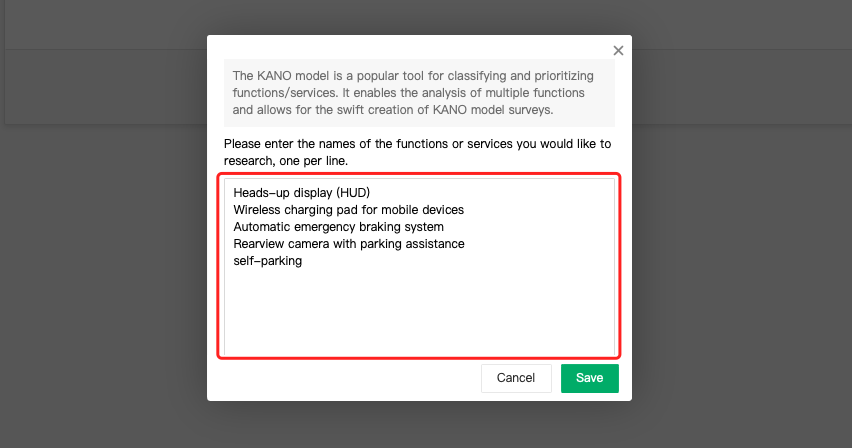 The KANO model is a popular tool for classifying and prioritizing
functions/services. It enables the analysis of multiple functions
and allows for the swift creation of KANO model surveys.
Please enter the names of the functions or services you would like to
research, one per line.
Heads-up display (HUD)
Wireless charging pad for mobile devices
Automatic emergency braking system
Rearview camera with parking assistance
self-parking
Cancel Save